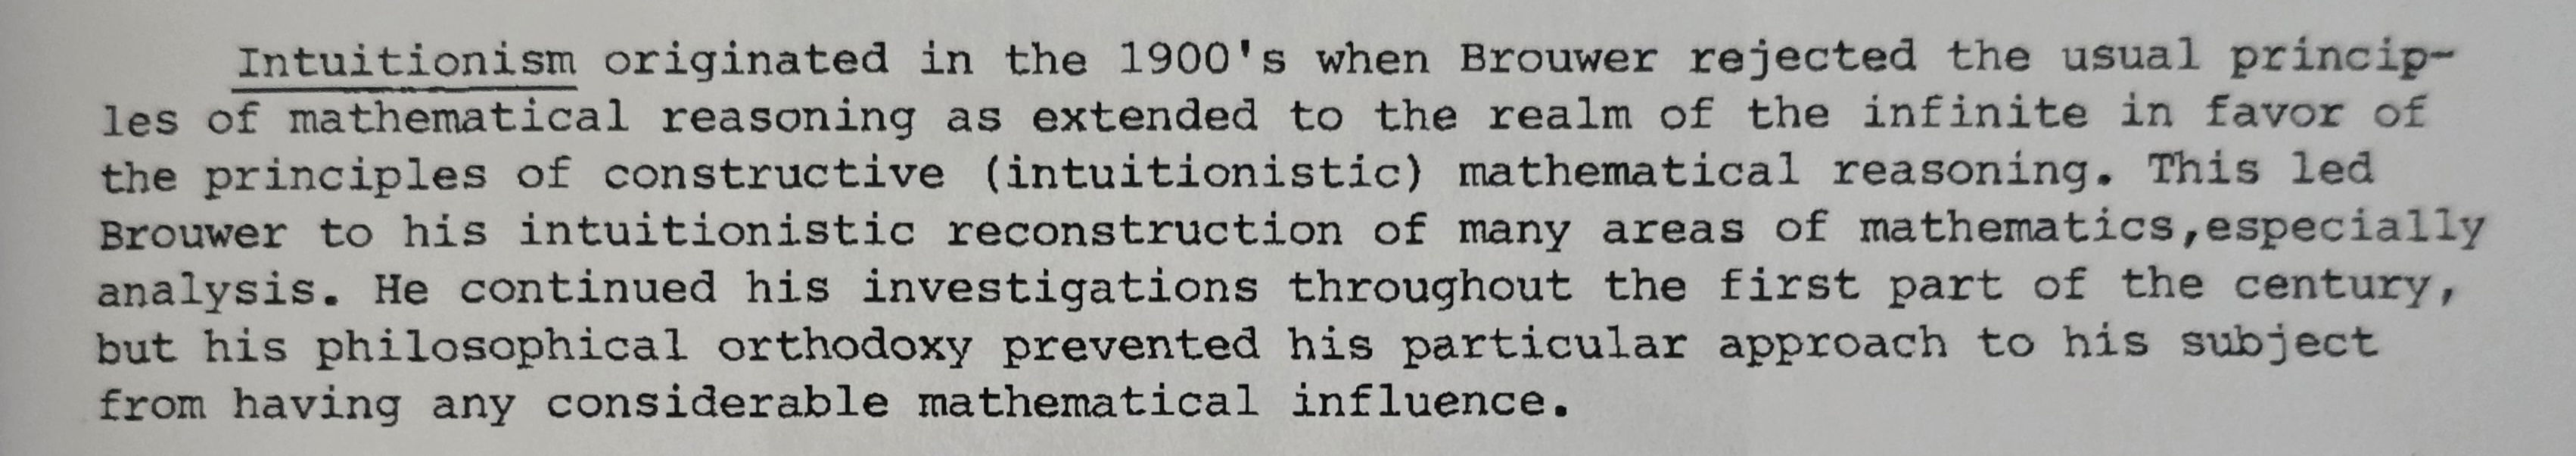 Intuitionism originated in the 1900's when Brouwer rejected the usual princip-
les of mathematical reasoning as extended to the realm of the infinite in favor of
the principles of constructive (intuitionistic) mathematical reasoning. This led
Brouwer to his intuitionistic reconstruction of many areas of mathematics,especially
analysis. He continued his investigations throughout the first part of the century,
but his philosophical orthodoxy prevented his particular approach to his subject
from having any considerable mathematical influence.